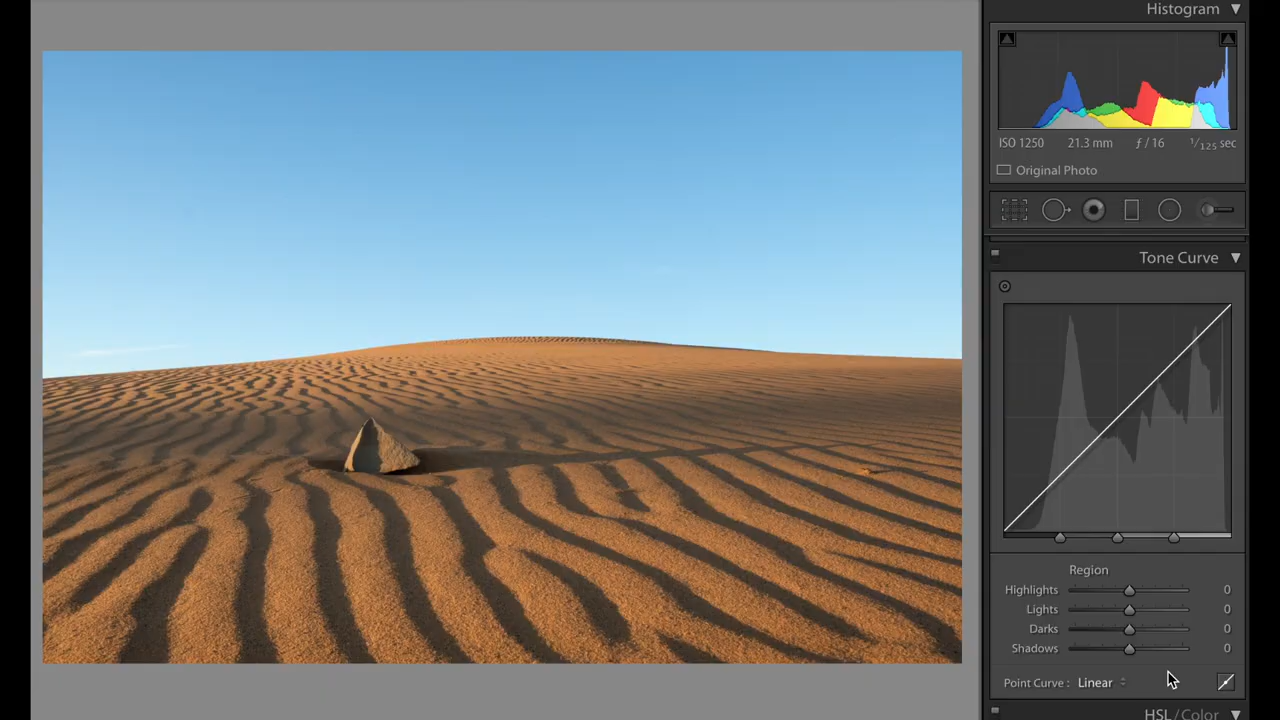 Histogram
ISO 1250 21.3 mm ƒ / 16 1/125 sec
Original Photo
Tone Curve
Region
Highlights 0
Lights 0
Darks 0
Shadows 0
Point Curve : Linear
HSL / Color